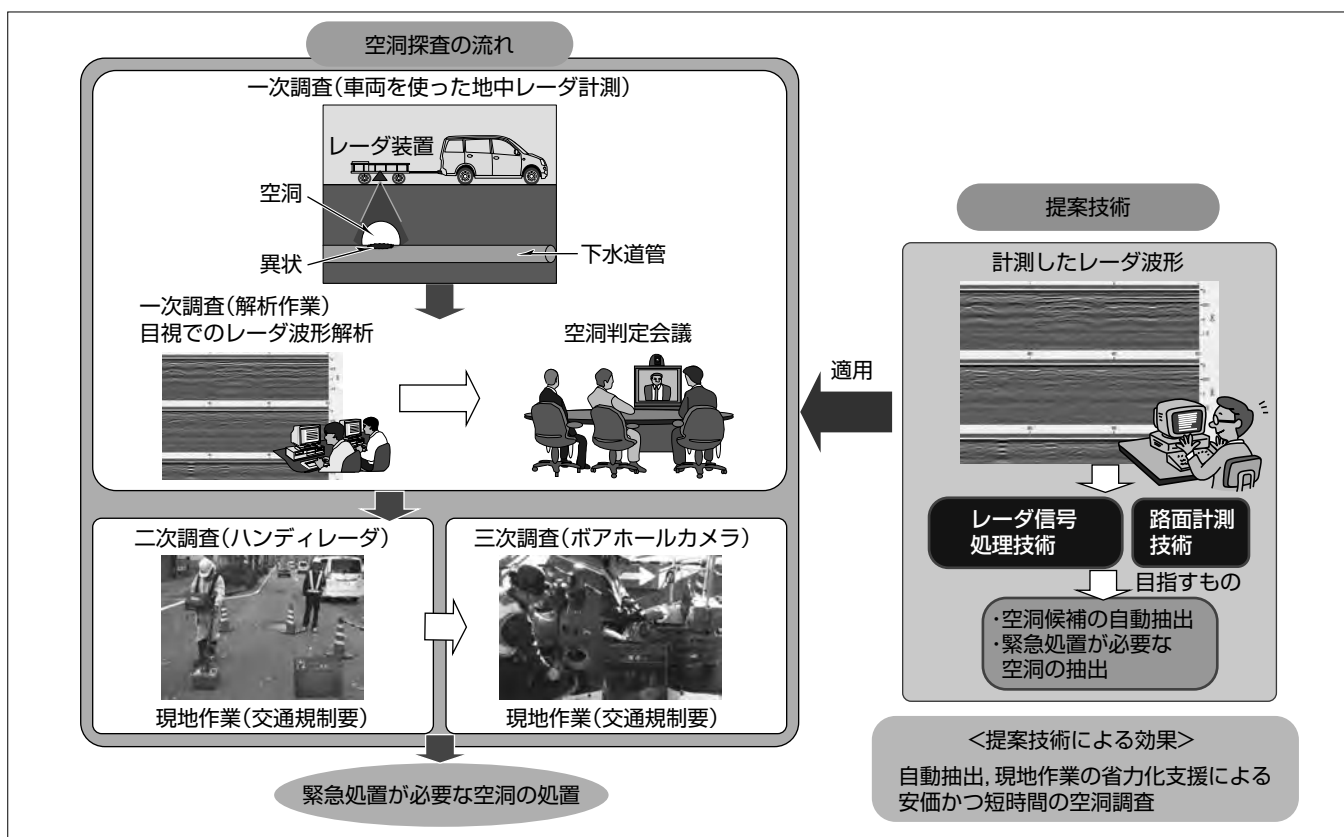 空洞探査の流れ
一次調査(車両を使った地中レーダ計測)
レーダ装置
空洞
異状
下水道管
一次調査(解析作業)
目視でのレーダ波形解析
空洞判定会議
二次調査(ハンディレーダ)
現地作業(交通規制要)
三次調査(ボアホールカメラ)
現地作業(交通規制要)
緊急処置が必要な空洞の処置
適用
提案技術
計測したレーダ波形
レーダ信号
処理技術
路面計測
技術
目指すもの
・空洞候補の自動抽出
・緊急処置が必要な
空洞の抽出
<提案技術による効果>
自動抽出,現地作業の省力化支援による
安価かつ短時間の空洞調査